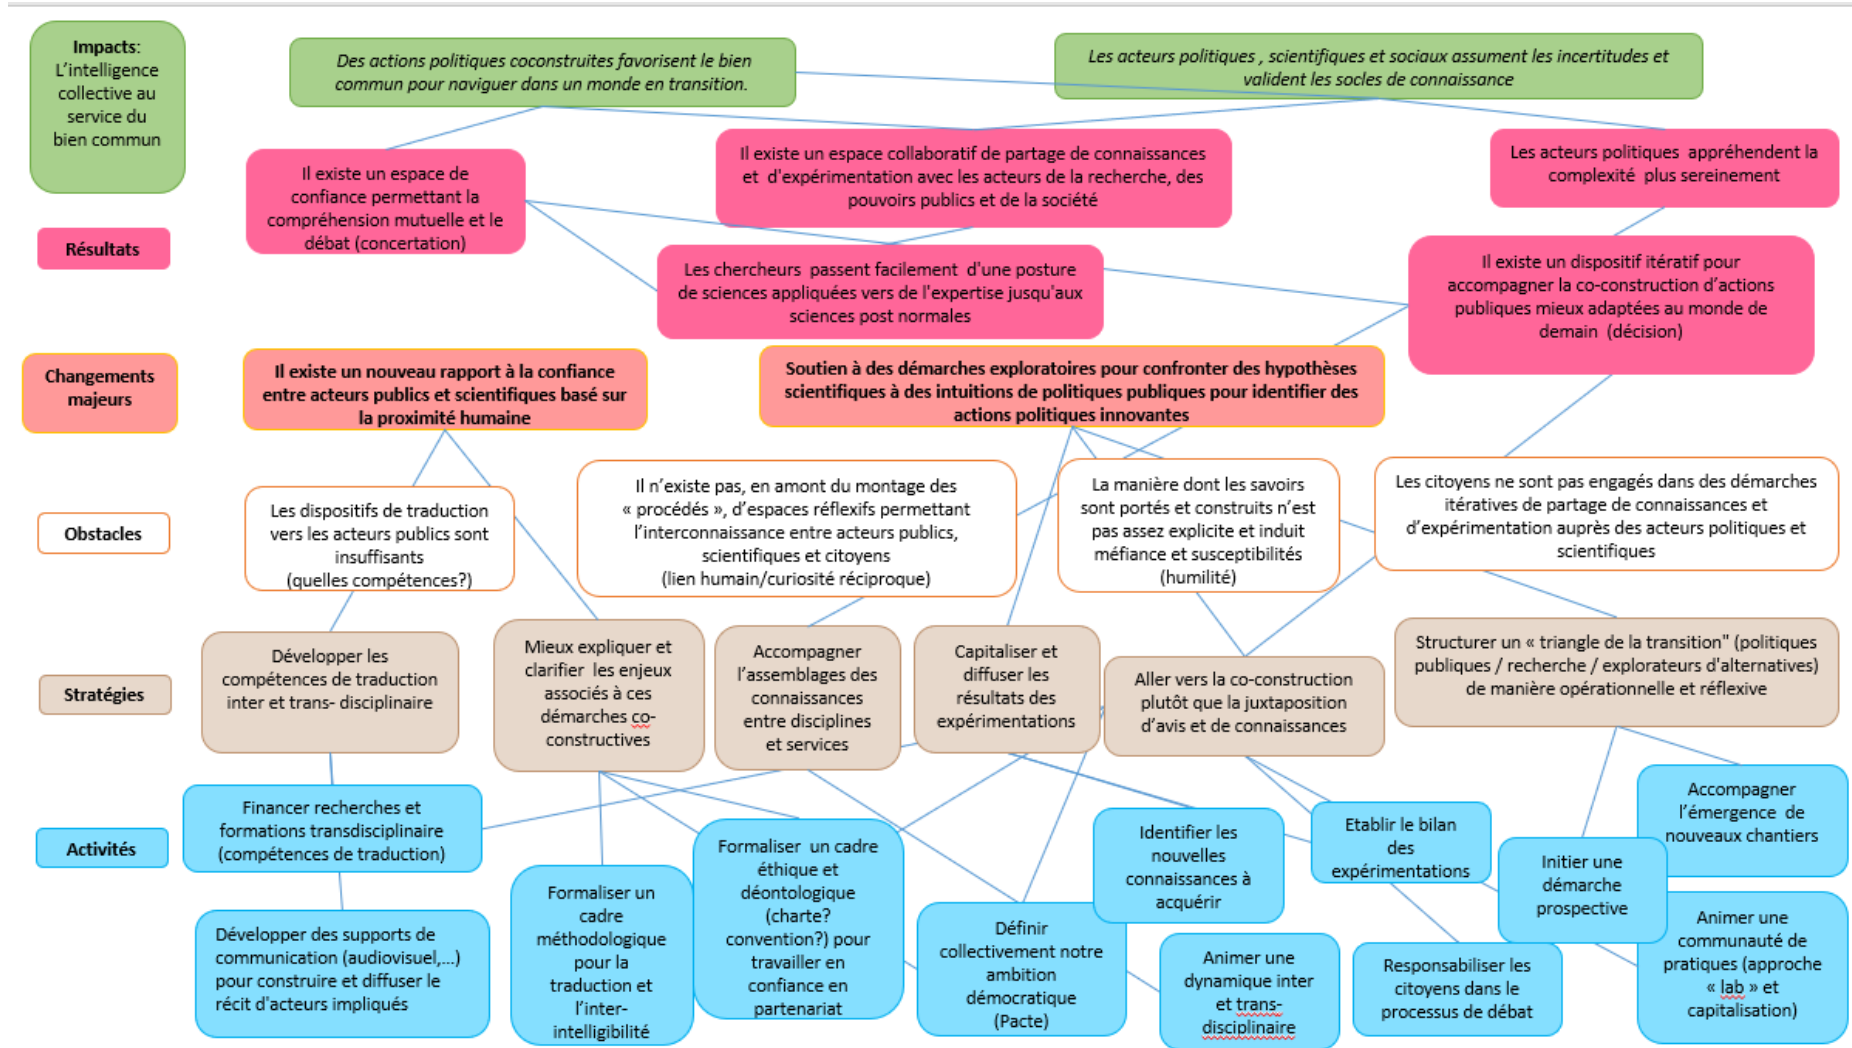 Impacts:
L'intelligence
collective au
service du
bien commun
Des actions politiques coconstruites favorisent le bien
commun pour naviguer dans un monde en transition.
Les acteurs politiques , scientifiques et sociaux assument les incertitudes et
valident les socles de connaissance
Résultats
Il existe un espace de
confiance permettant la
compréhension mutuelle et le
débat (concertation)
Il existe un espace collaboratif de partage de connaissances
et d'expérimentation avec les acteurs de la recherche, des
pouvoirs publics et de la société
Les acteurs politiques appréhendent la
complexité plus sereinement
Les chercheurs passent facilement d'une posture
de sciences appliquées vers de l'expertise jusqu'aux
sciences post normales
Il existe un dispositif itératif pour
accompagner la co-construction d'actions
publiques mieux adaptées au monde de
demain (décision)
Changements
majeurs
Il existe un nouveau rapport à la confiance
entre acteurs publics et scientifiques basé sur
la proximité humaine
Soutien à des démarches exploratoires pour confronter des hypothèses
scientifiques à des intuitions de politiques publiques pour identifier des
actions politiques innovantes
Obstacles
Les dispositifs de traduction
vers les acteurs publics sont
insuffisants
(quelles compétences?)
Il n'existe pas, en amont du montage des
« procédés », d'espaces réflexifs permettant
l'interconnaissance entre acteurs publics,
scientifiques et citoyens
(lien humain/curiosité réciproque)
La manière dont les savoirs
sont portés et construits n'est
pas assez explicite et induit
méfiance et susceptibilités
(humilité)
Les citoyens ne sont pas engagés dans des démarches
itératives de partage de connaissances et
d'expérimentation auprès des acteurs politiques et
scientifiques
Stratégies
Développer les
compétences de traduction
inter et trans- disciplinaire
Mieux expliquer et
clarifier les enjeux
associés à ces
démarches co-
constructives
Accompagner
l'assemblages des
connaissances
entre disciplines
et services
Capitaliser et
diffuser les
résultats des
expérimentations
Aller vers la co-construction
plutôt que la juxtaposition
d'avis et de connaissances
Structurer un « triangle de la transition" (politiques
publiques / recherche / explorateurs d'alternatives)
de manière opérationnelle et réflexive
Activités
Financer recherches et
formations transdisciplinaire
(compétences de traduction)
Développer des supports de
communication (audiovisuel,...)
pour construire et diffuser le
récit d'acteurs impliqués
Formaliser un
cadre
méthodologique
pour la
traduction et
l'inter-
intelligibilité
Formaliser un cadre
éthique et
déontologique
(charte?
convention?) pour
travailler en
confiance en
partenariat
Définir
collectivement notre
ambition
démocratique
(Pacte)
Identifier les
nouvelles
connaissances à
acquérir
Animer une
dynamique inter
et trans-
disciplinaire
Etablir le bilan
des
expérimentations
Responsabiliser les
citoyens dans le
processus de débat
Initier une
démarche
prospective
Accompagner
l'émergence de
nouveaux chantiers
Animer une
communauté de
pratiques (approche
« lab » et
capitalisation)